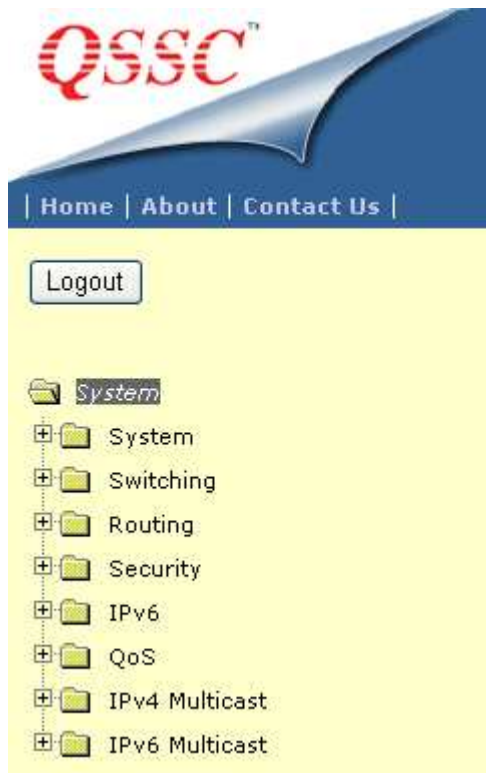 QSSC™
| Home | About | Contact Us |
Logout
System
System
Switching
Routing
Security
IPv6
QoS
IPv4 Multicast
IPv6 Multicast